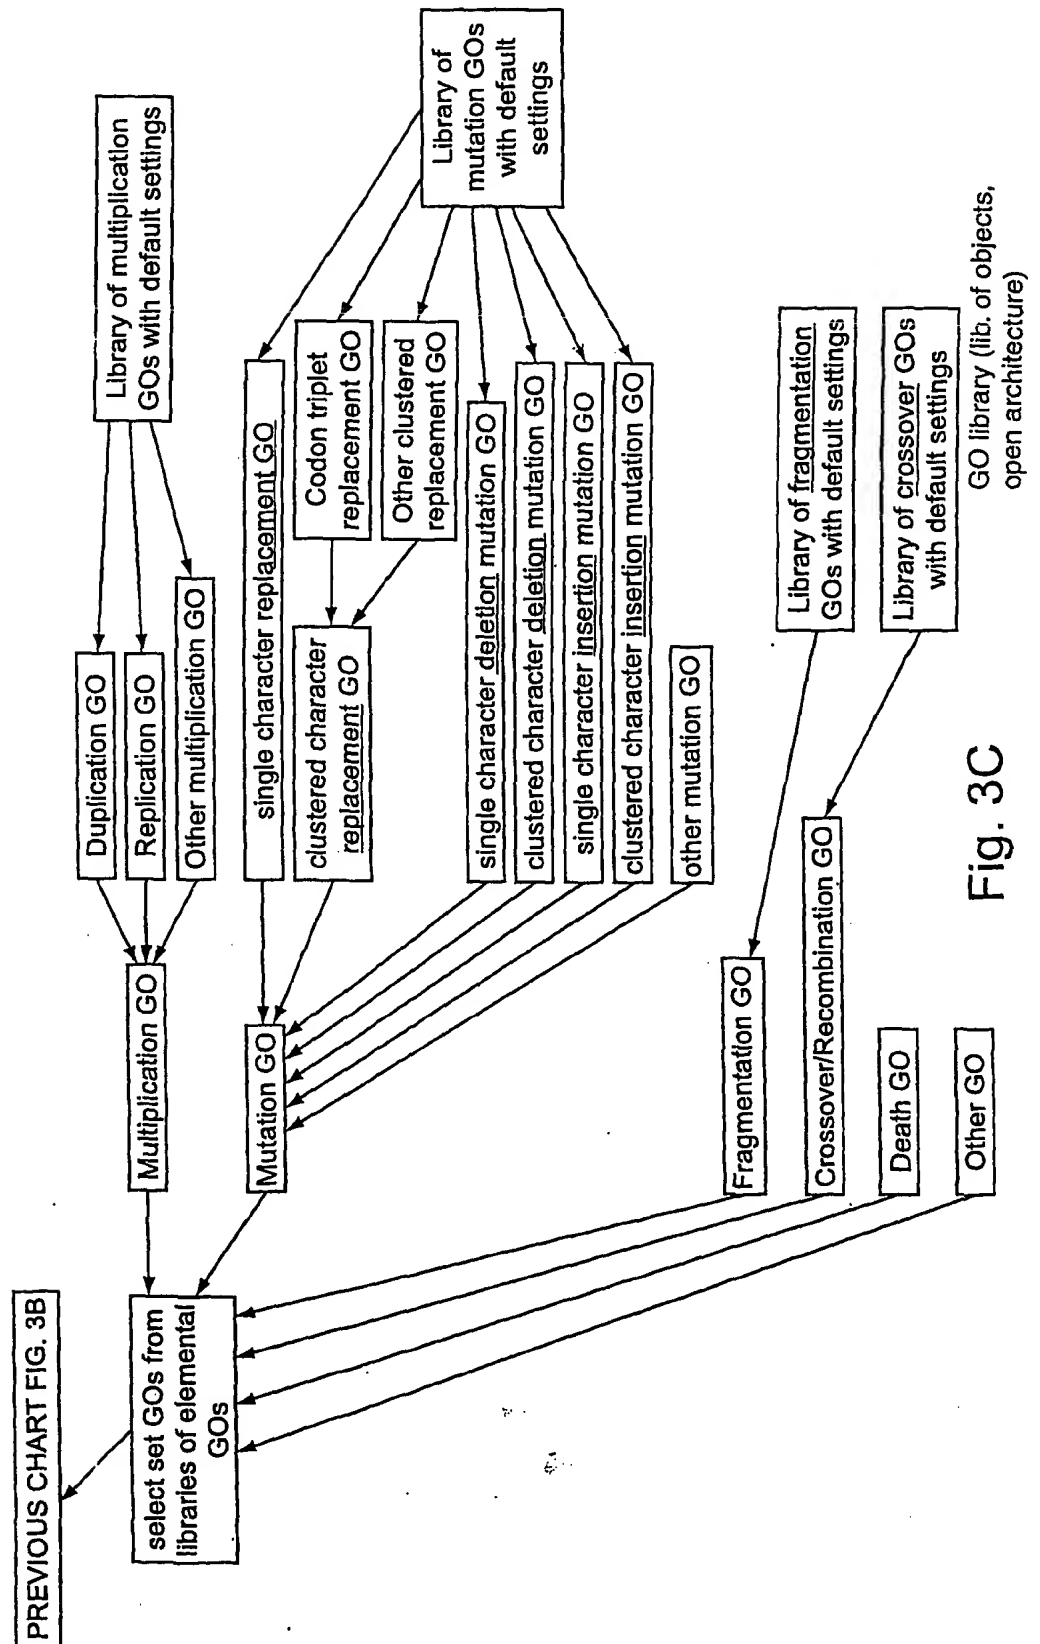 PREVIOUS CHART FIG. 3B
select set GOs from
libraries of elemental
GOs
Multiplication GO
Duplication GO
Replication GO
Other multiplication GO
Library of multiplication
GOs with default settings
Mutation GO
single character replacement GO
clustered character
replacement GO
Codon triplet
replacement GO
Other clustered
replacement GO
single character deletion mutation GO
clustered character deletion mutation GO
single character insertion mutation GO
clustered character insertion mutation GO
other mutation GO
Library of
mutation GOs
with default
settings
Fragmentation GO
Crossover/Recombination GO
Death GO
Other GO
Library of fragmentation
GOs with default settings
Library of crossover GOs
with default settings
GO library (lib. of objects,
open architecture)
Fig. 3C